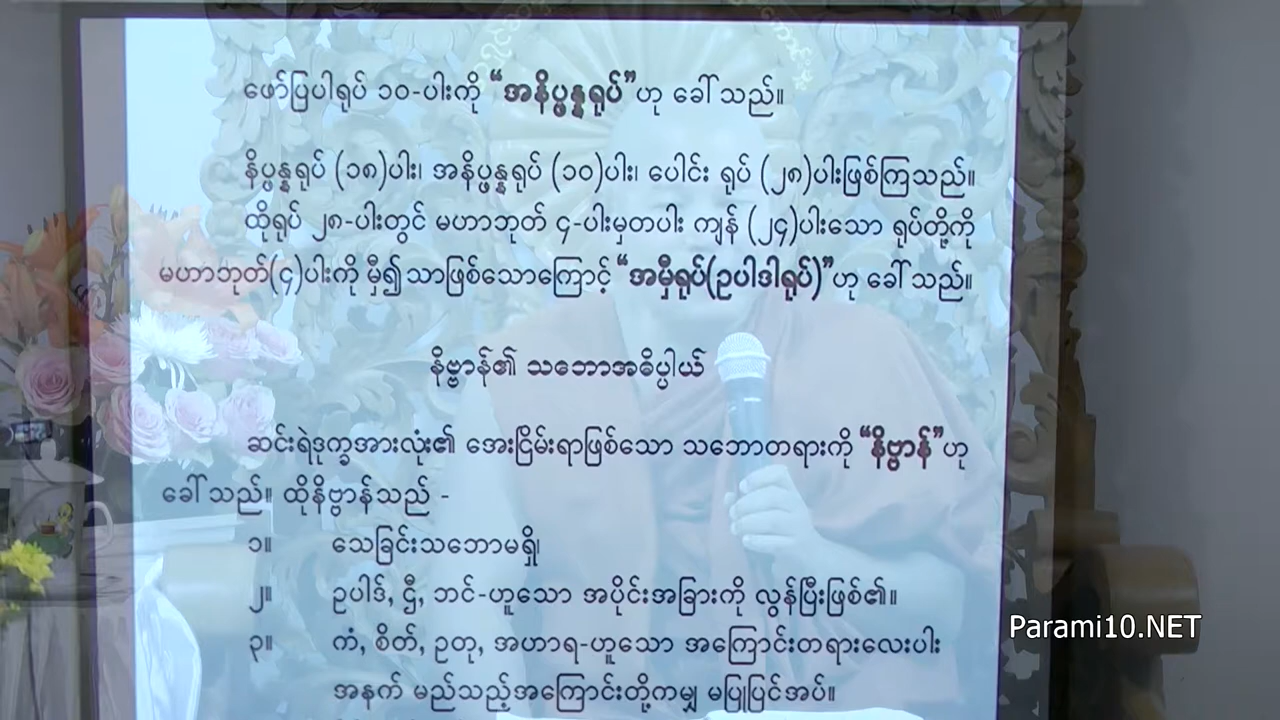 ဖော်ပြပါရုပ် ၁၀-ပါးကို “အနိပ္ဖန္နရုပ်”ဟု ခေါ်သည်။
နိပ္ဖန္နရုပ် (၁၈)ပါး၊ အနိပ္ဖန္နရုပ် (၁၀)ပါး၊ ပေါင်း ရုပ် (၂၈)ပါးဖြစ်ကြသည်။
ထိုရုပ် ၂၈-ပါးတွင် မဟာဘုတ် ၄-ပါးမှတပါး ကျန် (၂၄)ပါးသော ရုပ်တို့ကို
မဟာဘုတ်(၄)ပါးကို မှီ၍သာဖြစ်သောကြောင့် “အမှီရုပ်(ဥပါဒါရုပ်)”ဟု ခေါ်သည်။
နိုဗ္ဗာန်၏ သဘောအဓိပ္ပါယ်
ဆင်းရဲဒုက္ခအားလုံး၏ အေးငြိမ်းရာဖြစ်သော သဘောတရားကို “နိဗ္ဗာန်”ဟု
ခေါ်သည်။ ထိုနိဗ္ဗာန်သည် -
၁။ သေခြင်းသဘောမရှိ၊
၂။ ဥပါဒ်, ဌီ, ဘင်-ဟူသော အပိုင်းအခြားကို လွန်ပြီးဖြစ်၏။
၃။ ကံ, စိတ်, ဥတု, အဟာရ-ဟူသော အကြောင်းတရားလေးပါး
အနက် မည်သည့်အကြောင်းတို့ကမျှ မပြုပြင်အပ်။
Parami10.NET